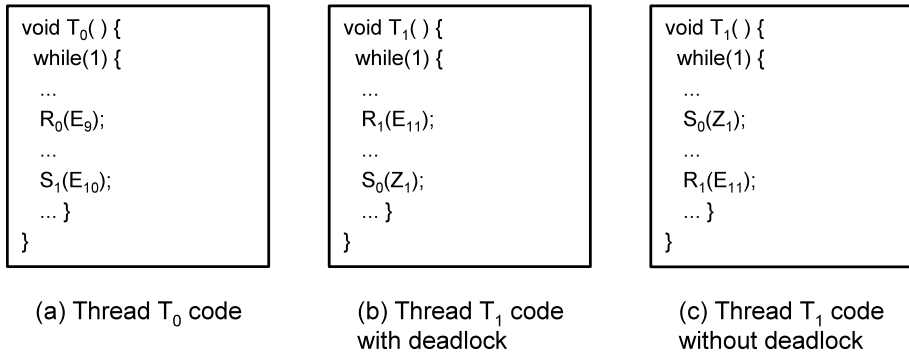 void T₀( ) {
while(1) {
...
R₀(E₉);
...
S₁(E₁₀);
... }
}
(a) Thread T₀ code
void T₁( ) {
while(1) {
...
R₁(E₁₁);
...
S₀(Z₁);
... }
}
(b) Thread T₁ code
with deadlock
void T₁( ) {
while(1) {
...
S₀(Z₁);
...
R₁(E₁₁);
... }
}
(c) Thread T₁ code
without deadlock